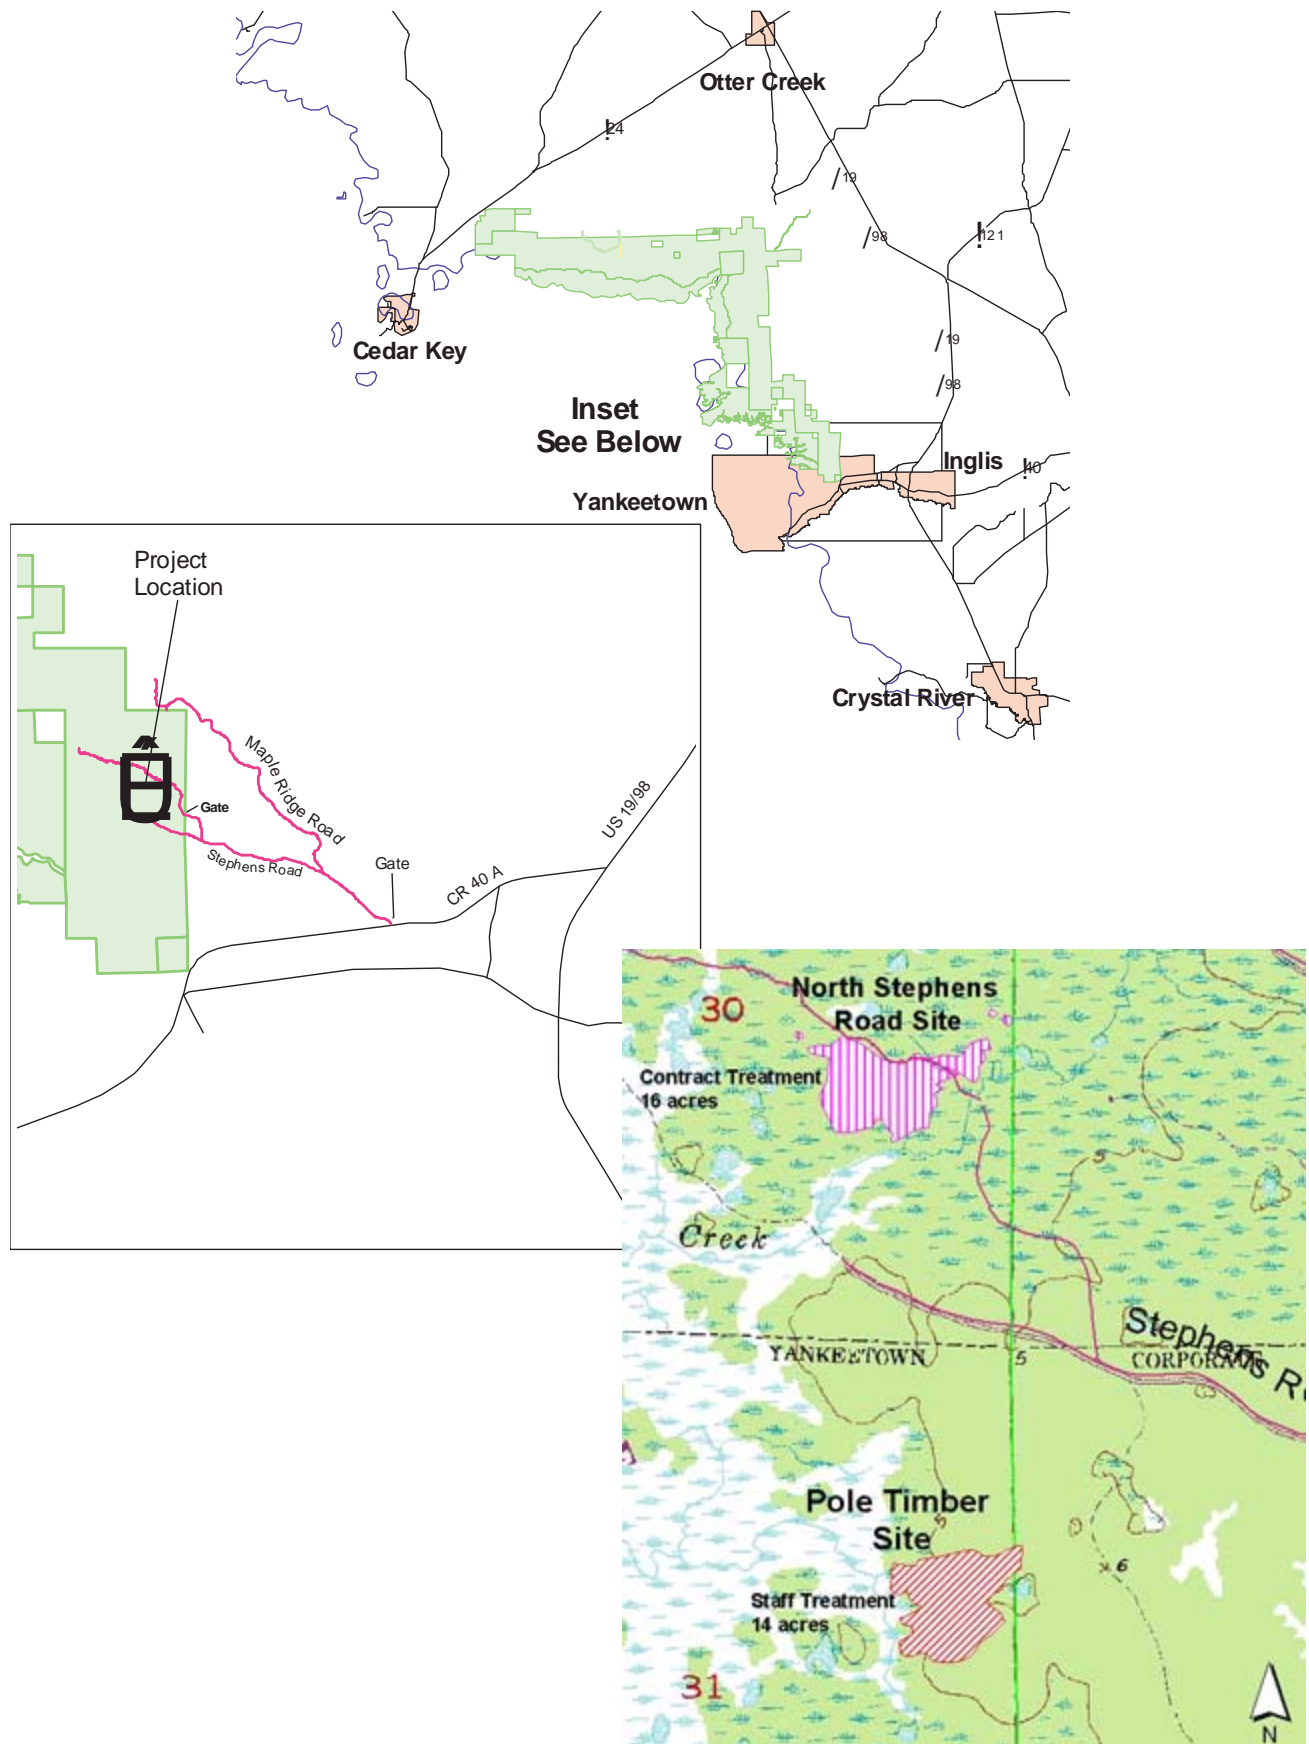 Otter Creek
24
19
98
121
Cedar Key
19
98
Inset
See Below
Inglis
40
Yankeetown
Crystal River
Project
Location
Maple Ridge Road
Gate
Stephens Road
Gate
CR 40 A
US 19/98
North Stephens
Road Site
30
Contract Treatment
16 acres
5
Creek
Stephens R
YANKEETOWN
5
Pole Timber
Site
5
6
Staff Treatment
14 acres
31
N